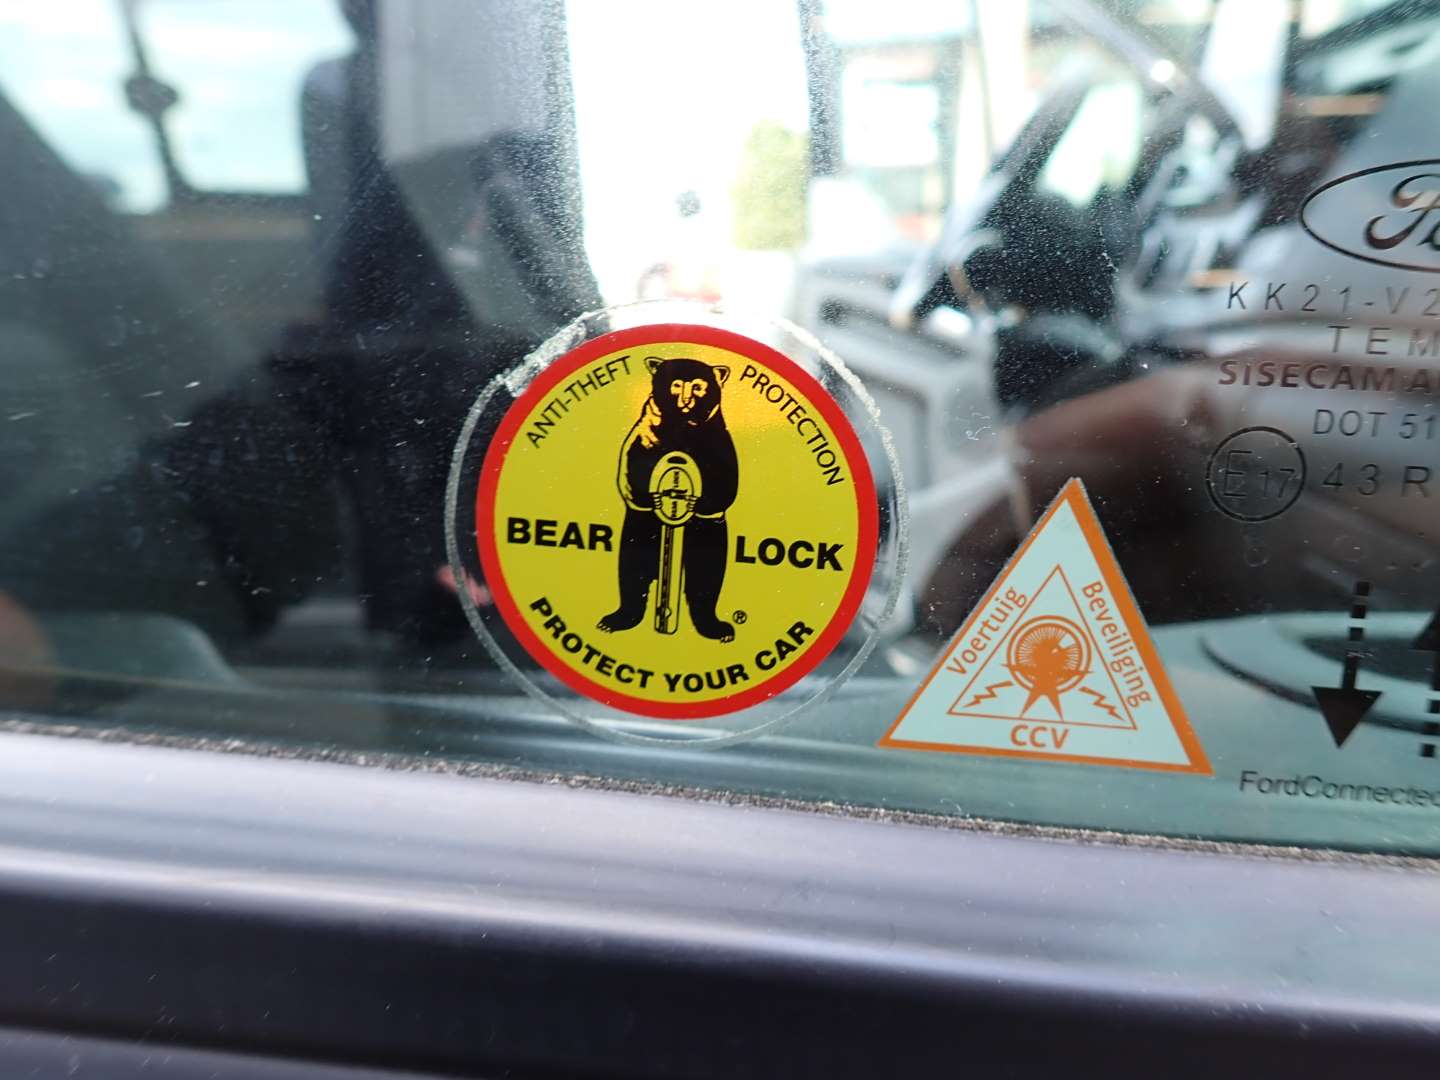 ANTI-THEFT PROTECTION
BEAR LOCK
®
PROTECT YOUR CAR
Voertuig
Beveiliging
CCV
KK21-V2
TEM
SISECAM
DOT 51
E17 43R
FordConnected